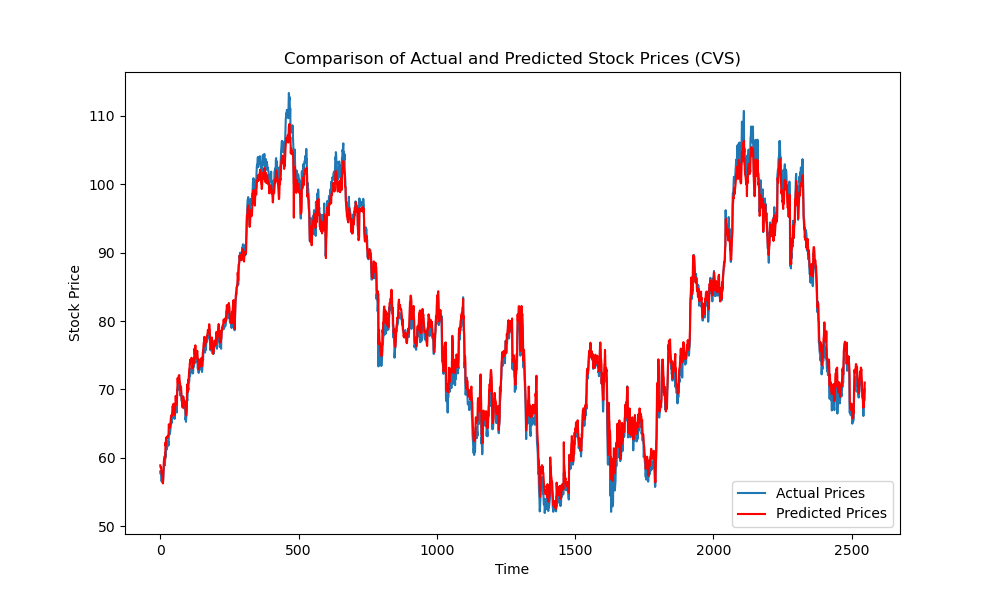 Comparison of Actual and Predicted Stock Prices (CVS)
Stock Price
110
100
90
80
70
60
50
0 500 1000 1500 2000 2500
Time
Actual Prices
Predicted Prices